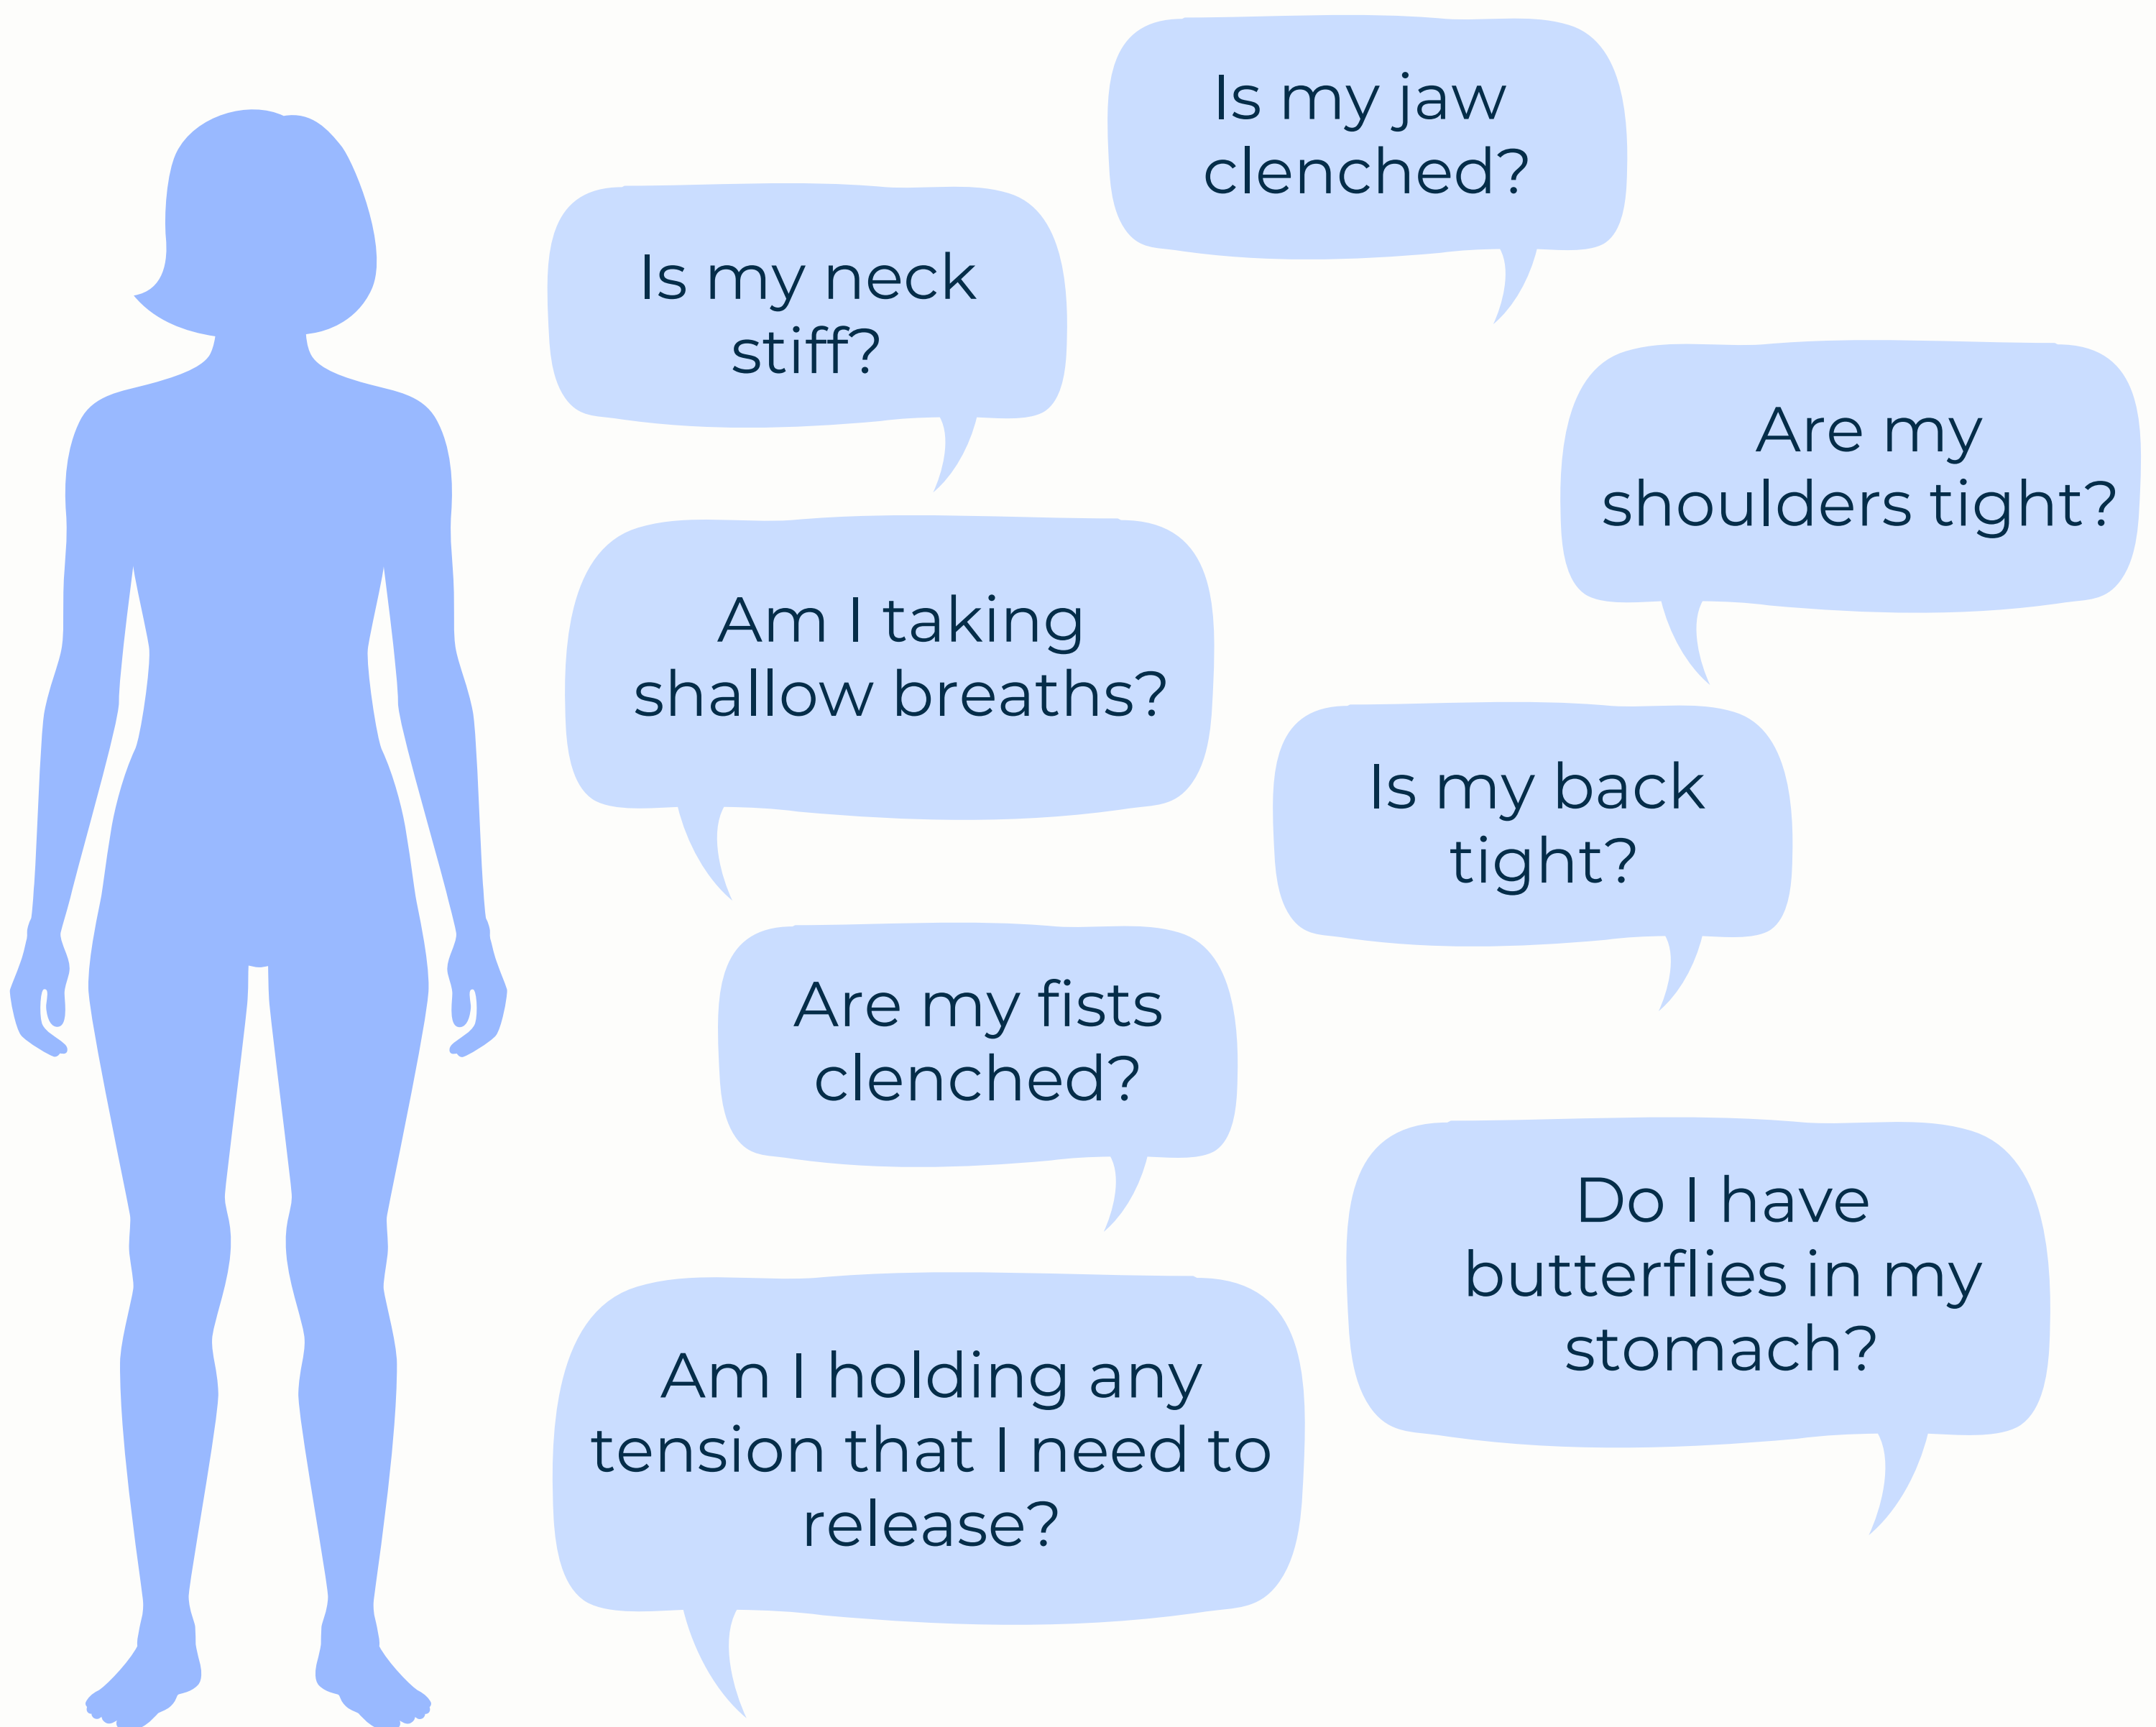 Is my jaw
clenched?
Is my neck
stiff?
Are my
shoulders tight?
Am I taking
shallow breaths?
Is my back
tight?
Are my fists
clenched?
Do I have
butterflies in my
stomach?
Am I holding any
tension that I need to
release?